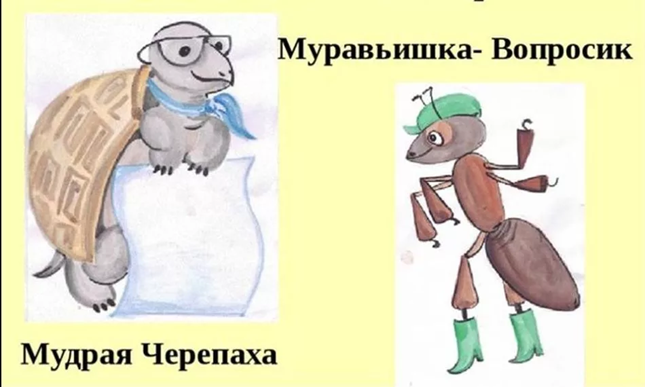 Муравьишка- Вопросик
Мудрая Черепаха